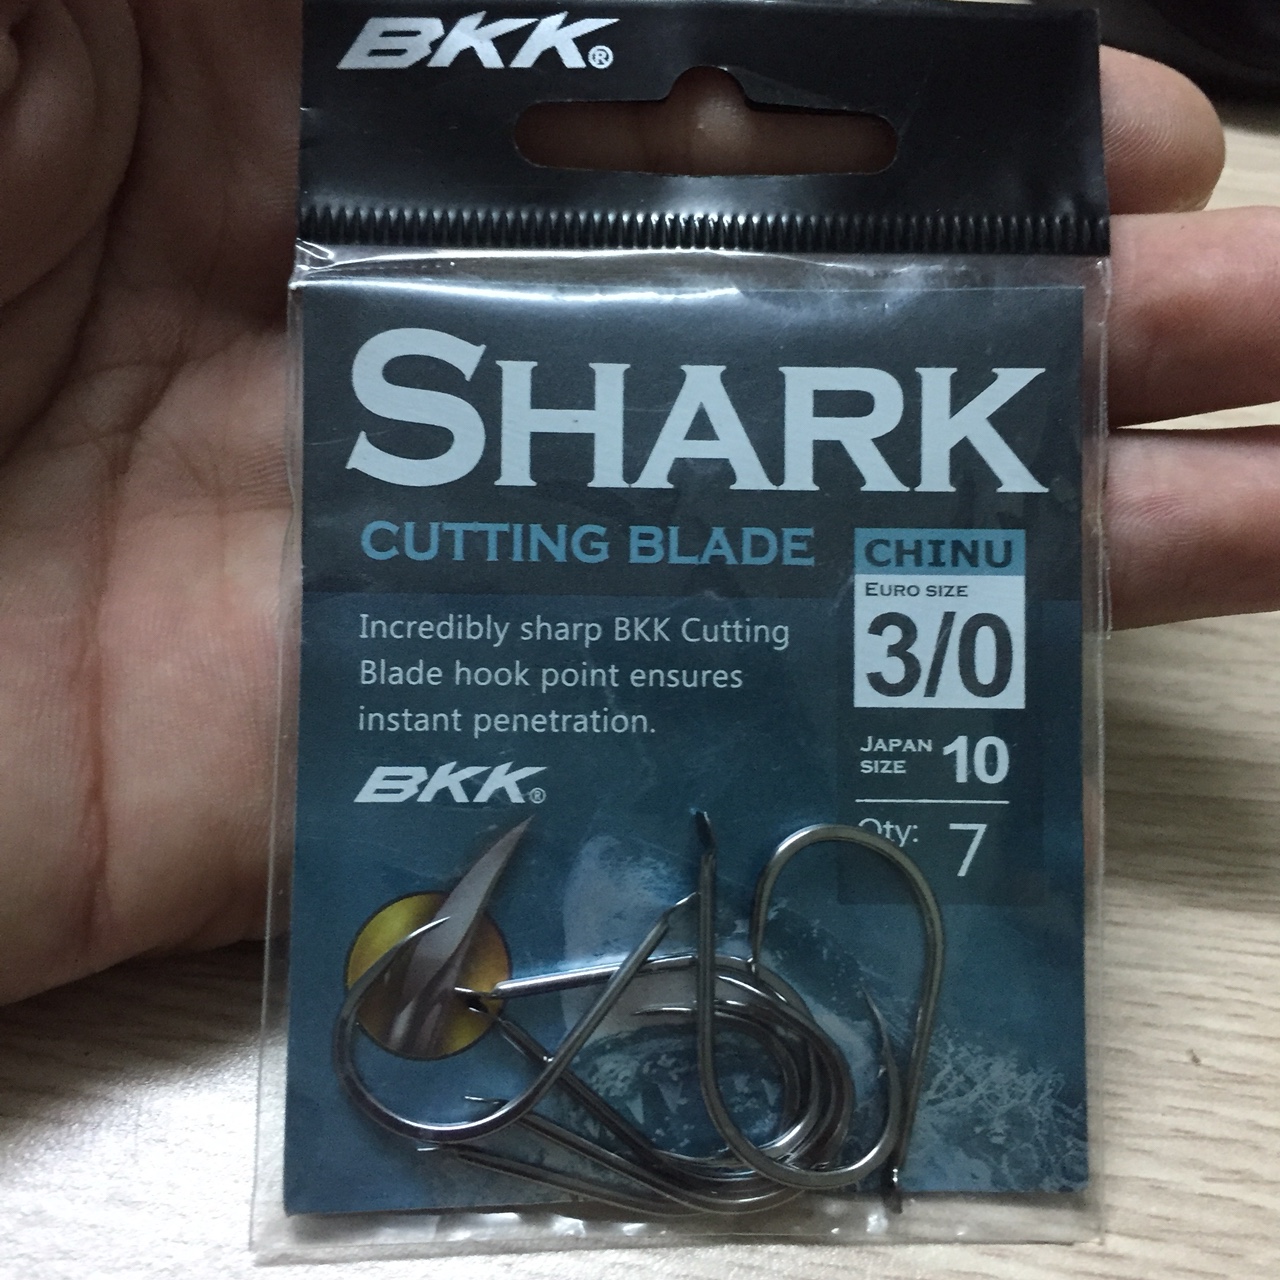 BKK®
SHARK
CUTTING BLADE
CHINU
EURO SIZE
3/0
Incredibly sharp BKK Cutting
Blade hook point ensures
instant penetration.
JAPAN
SIZE
10
BKK®
Qty: 7